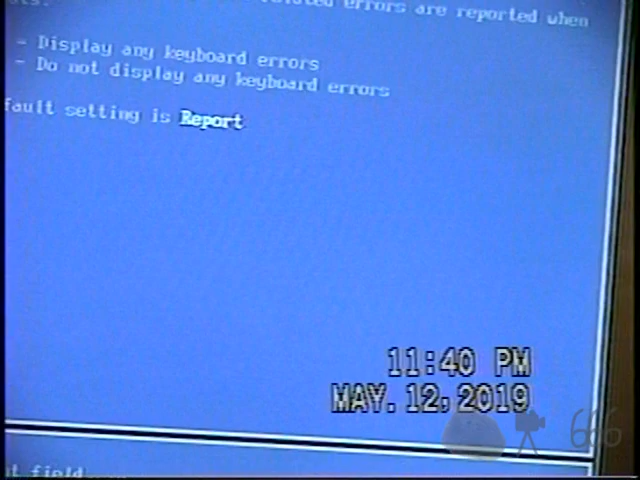 errors are reported when
- Display any keyboard errors
- Do not display any keyboard errors
fault setting is Report
11:40 PM
MAY. 12, 2019
666
t field